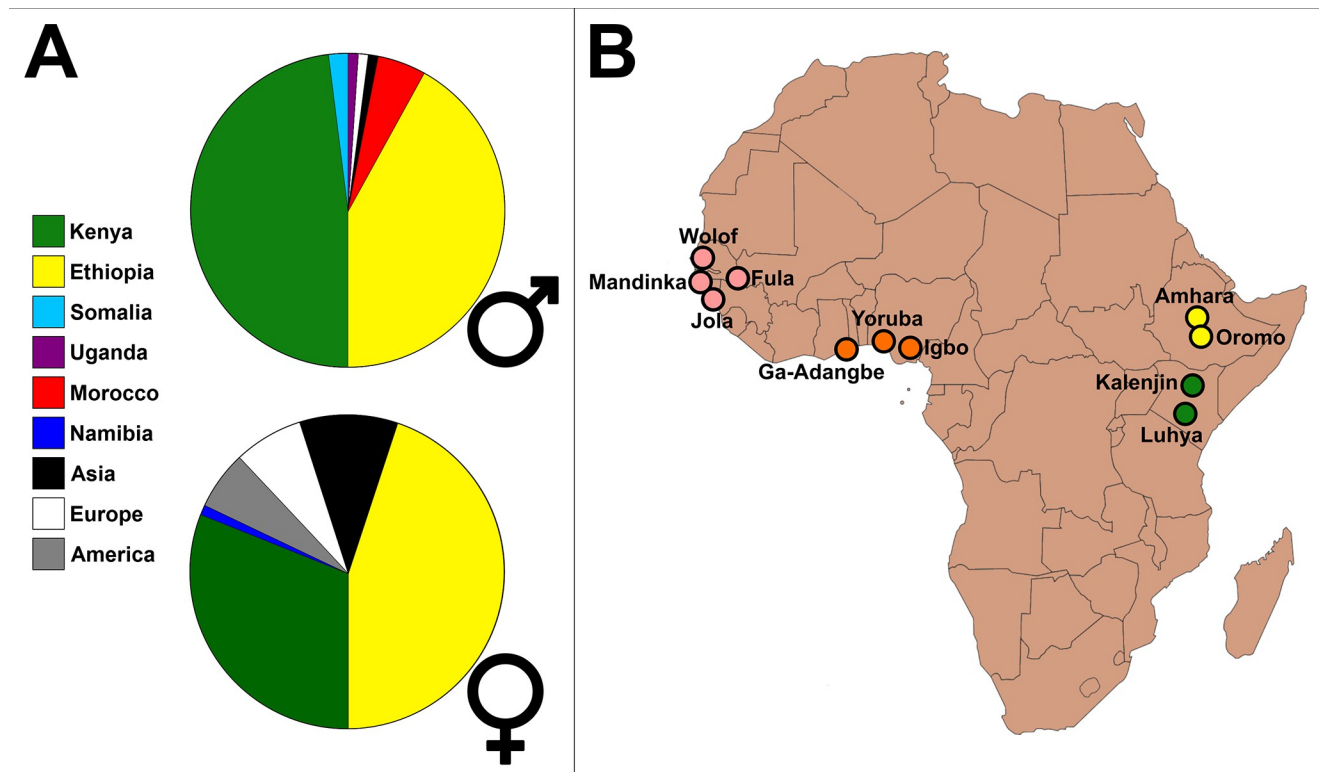 A
Kenya
Ethiopia
Somalia
Uganda
Morocco
Namibia
Asia
Europe
America
B
Wolof
Mandinka
Fula
Jola
Yoruba
Igbo
Ga-Adangbe
Amhara
Oromo
Kalenjin
Luhya